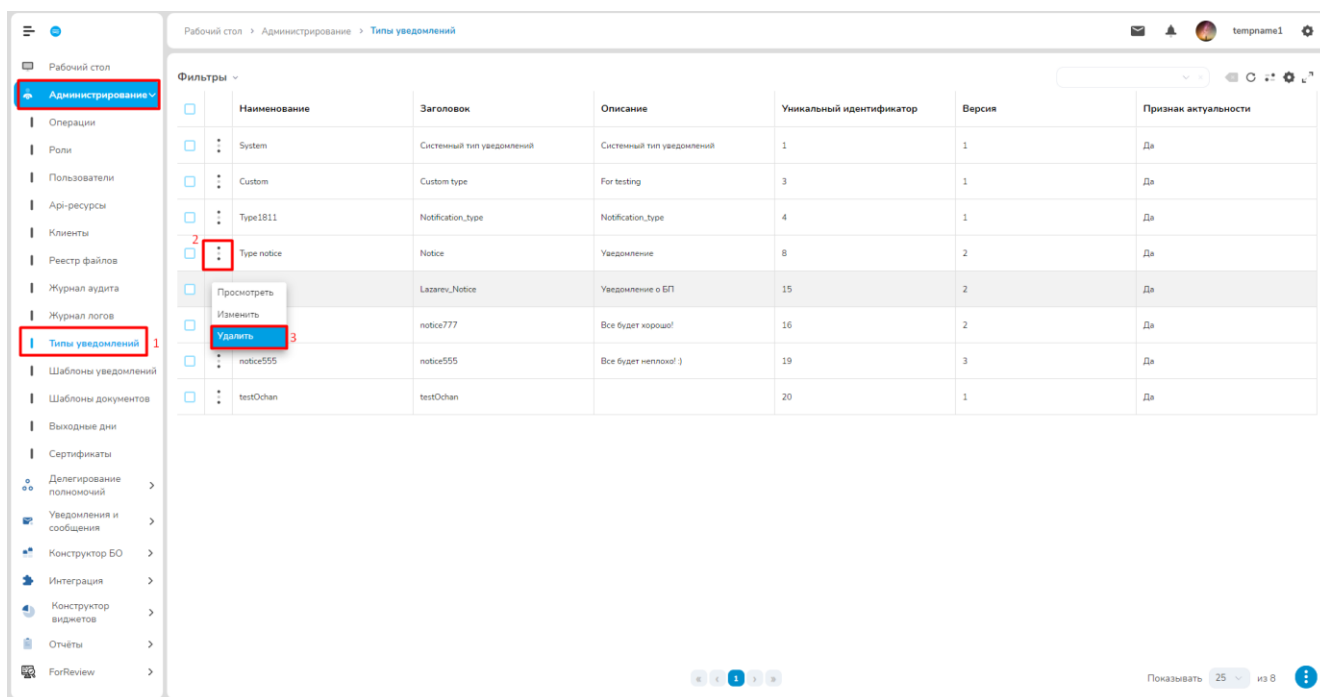 Рабочий стол > Администрирование > Типы уведомлений
tempname1
Рабочий стол
Администрирование
Операции
Роли
Пользователи
Api-ресурсы
Клиенты
Реестр файлов
Журнал аудита
Журнал логов
Типы уведомлений 1
Шаблоны уведомлений
Шаблоны документов
Выходные дни
Сертификаты
Делегирование
полномочий
Уведомления и
сообщения
Конструктор БО
Интеграция
Конструктор
виджетов
Отчёты
ForReview
Фильтры
Наименование Заголовок Описание Уникальный идентификатор Версия Признак актуальности
System Системный тип уведомлений Системный тип уведомлений 1 1 Да
Custom Custom type For testing 3 1 Да
Type1811 Notification_type Notification_type 4 1 Да
2
Type notice Notice Уведомление 8 2 Да
Lazarev_Notice Уведомление о БП 15 2 Да
notice777 Все будет хорошо! 16 2 Да
notice555 notice555 Все будет неплохо! :) 19 3 Да
testOchan testOchan 20 1 Да
Просмотреть
Изменить
Удалить 3
« ‹ 1 › »
Показывать 25 из 8